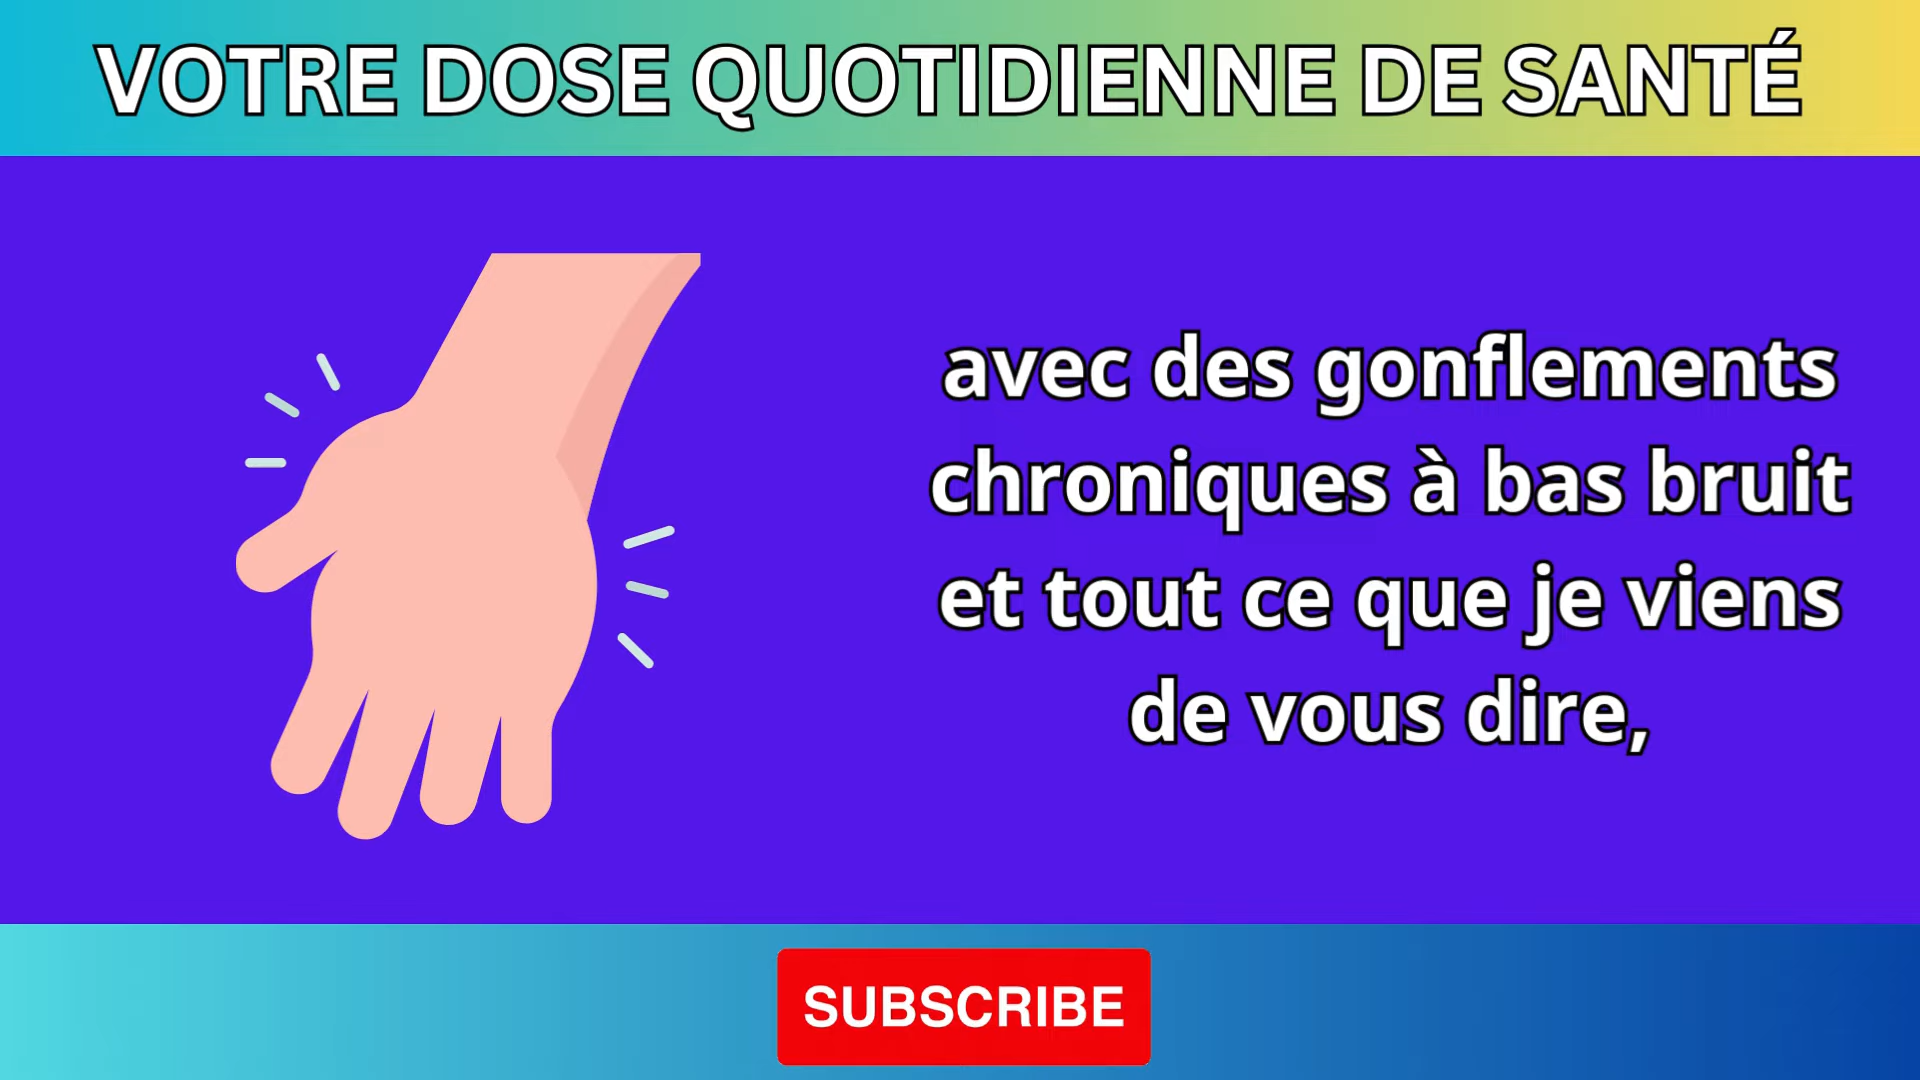 VOTRE DOSE QUOTIDIENNE DE SANTÉ
avec des gonflements
chroniques à bas bruit
et tout ce que je viens
de vous dire,
SUBSCRIBE